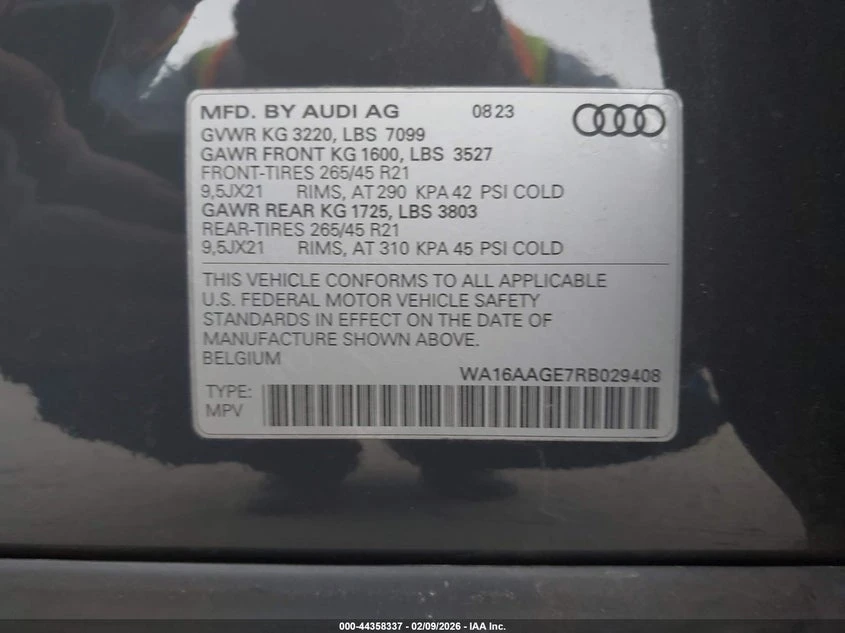 MFD. BY AUDI AG 0823
GVWR KG 3220, LBS 7099
GAWR FRONT KG 1600, LBS 3527
FRONT-TIRES 265/45 R21
9,5JX21 RIMS, AT 290 KPA 42 PSI COLD
GAWR REAR KG 1725, LBS 3803
REAR-TIRES 265/45 R21
9,5JX21 RIMS, AT 310 KPA 45 PSI COLD
THIS VEHICLE CONFORMS TO ALL APPLICABLE
U.S. FEDERAL MOTOR VEHICLE SAFETY
STANDARDS IN EFFECT ON THE DATE OF
MANUFACTURE SHOWN ABOVE.
BELGIUM
WA16AAGE7RB029408
TYPE:
MPV
000-44358337 - 02/09/2026 - IAA Inc.